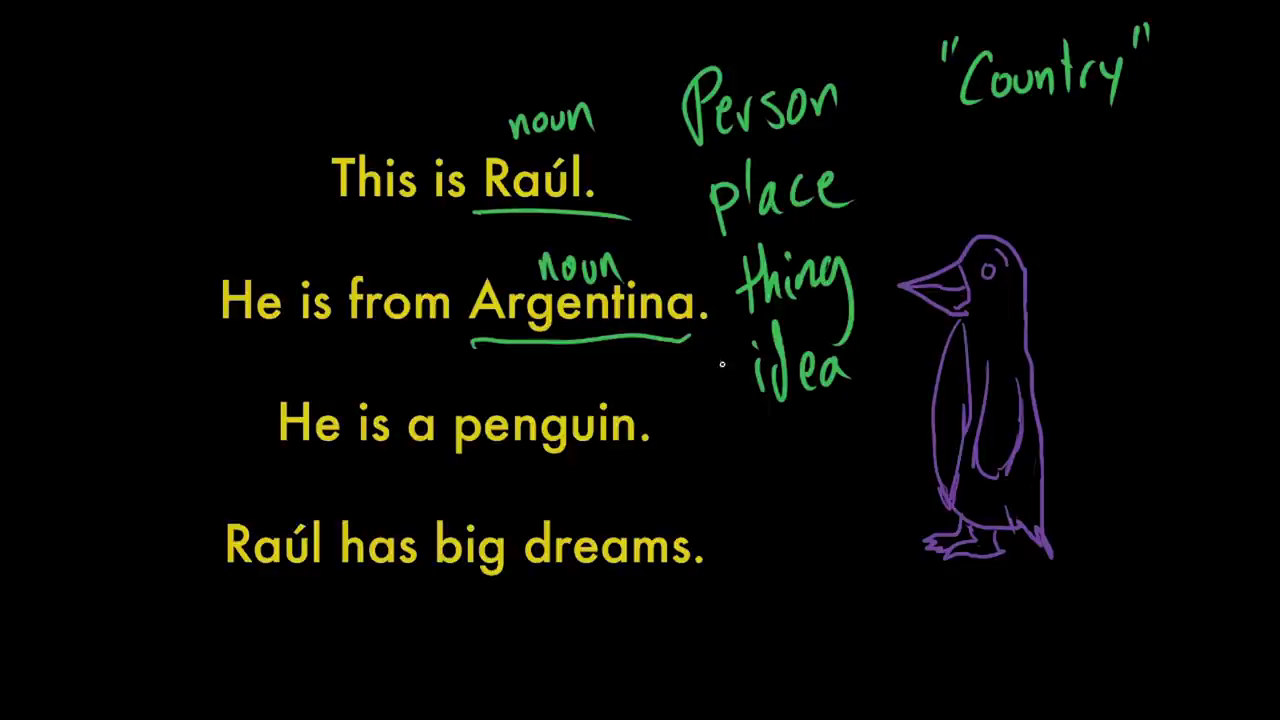 "Country"
Person
noun
This is Raúl.
place
noun
thing
He is from Argentina.
idea
He is a penguin.
Raúl has big dreams.